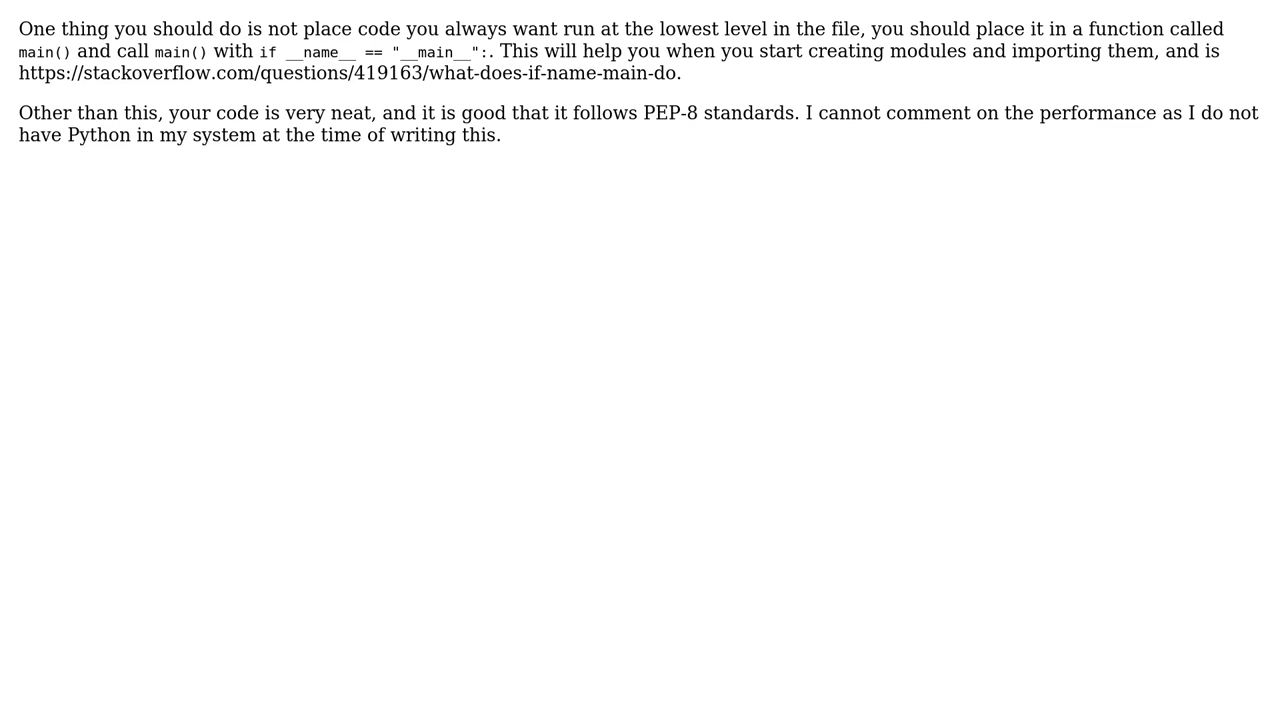 One thing you should do is not place code you always want run at the lowest level in the file, you should place it in a function called
main() and call main() with if __name__ == "__main__":. This will help you when you start creating modules and importing them, and is
https://stackoverflow.com/questions/419163/what-does-if-name-main-do.
Other than this, your code is very neat, and it is good that it follows PEP-8 standards. I cannot comment on the performance as I do not
have Python in my system at the time of writing this.